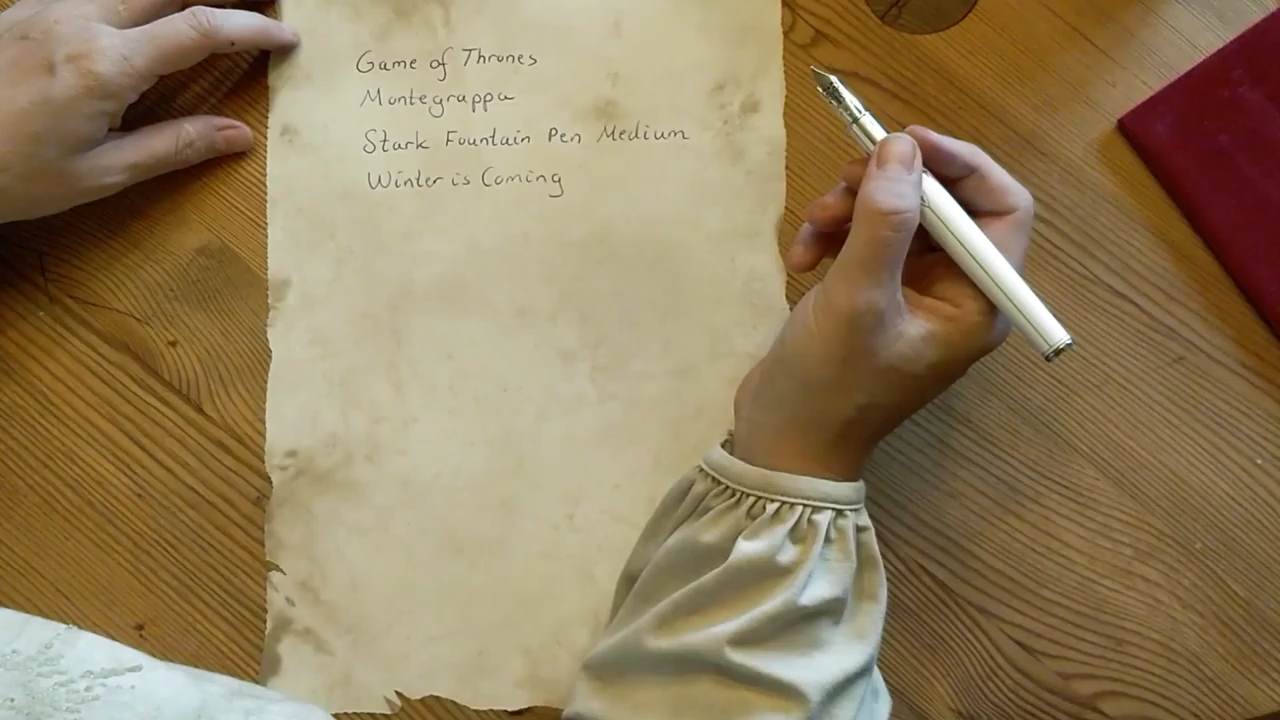 Game of Thrones
Montegrappa
Stark Fountain Pen Medium
Winter is Coming